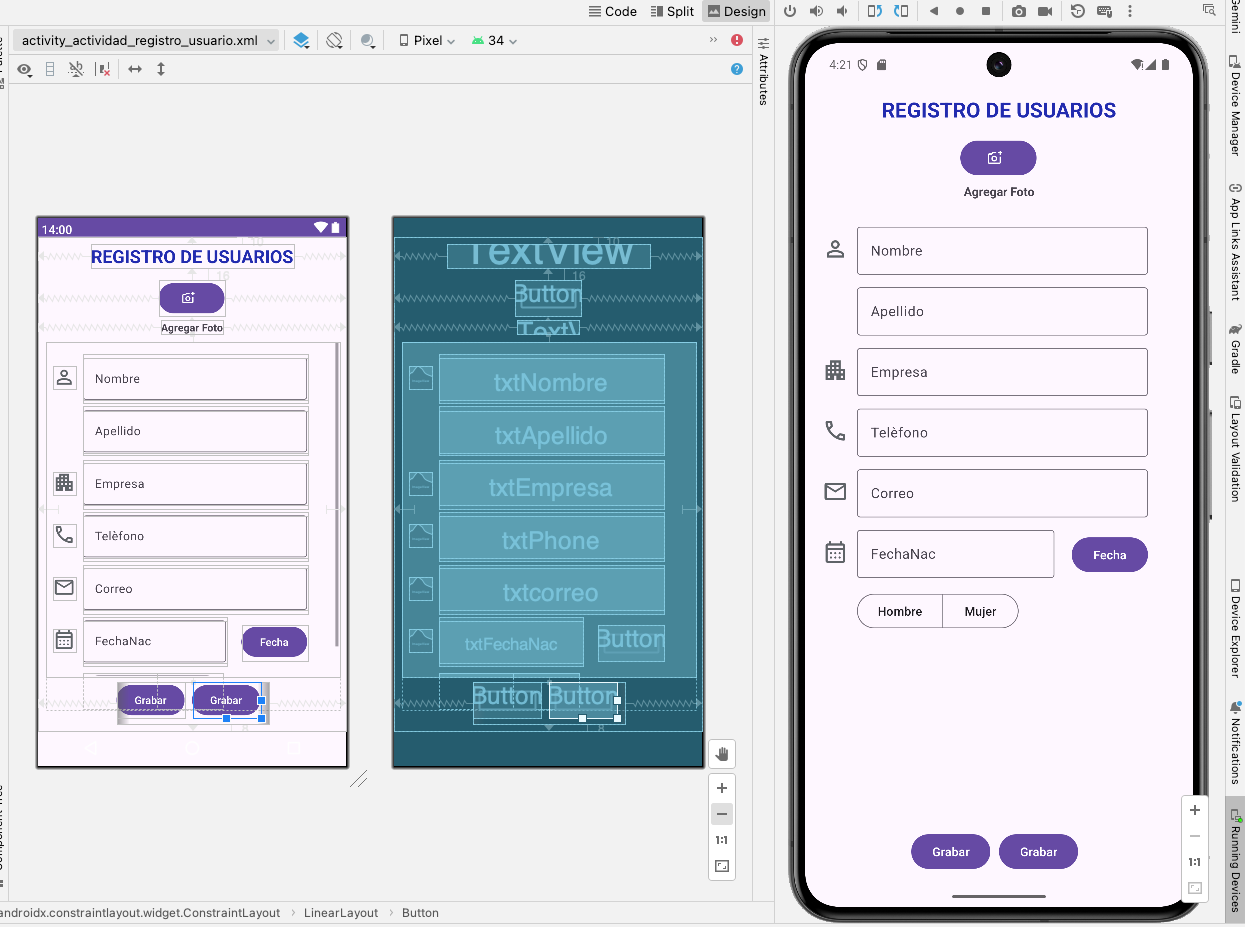 Code Split Design
activity_actividad_registro_usuario.xml Pixel 34
Attributes
14:00
REGISTRO DE USUARIOS
Agregar Foto
Nombre
Apellido
Empresa
Telèfono
Correo
FechaNac Fecha
Grabar Grabar
TextView
Button
TextV
txtNombre
txtApellido
txtEmpresa
txtPhone
txtcorreo
txtFechaNac Button
Button Button
16
16
8
8
1:1
androidx.constraintlayout.widget.ConstraintLayout › LinearLayout › Button
4:21
REGISTRO DE USUARIOS
Agregar Foto
Nombre
Apellido
Empresa
Telèfono
Correo
FechaNac Fecha
Hombre Mujer
Grabar Grabar
1:1
Gemini
Device Manager
App Links Assistant
Gradle
Layout Validation
Device Explorer
Notifications
Running Devices